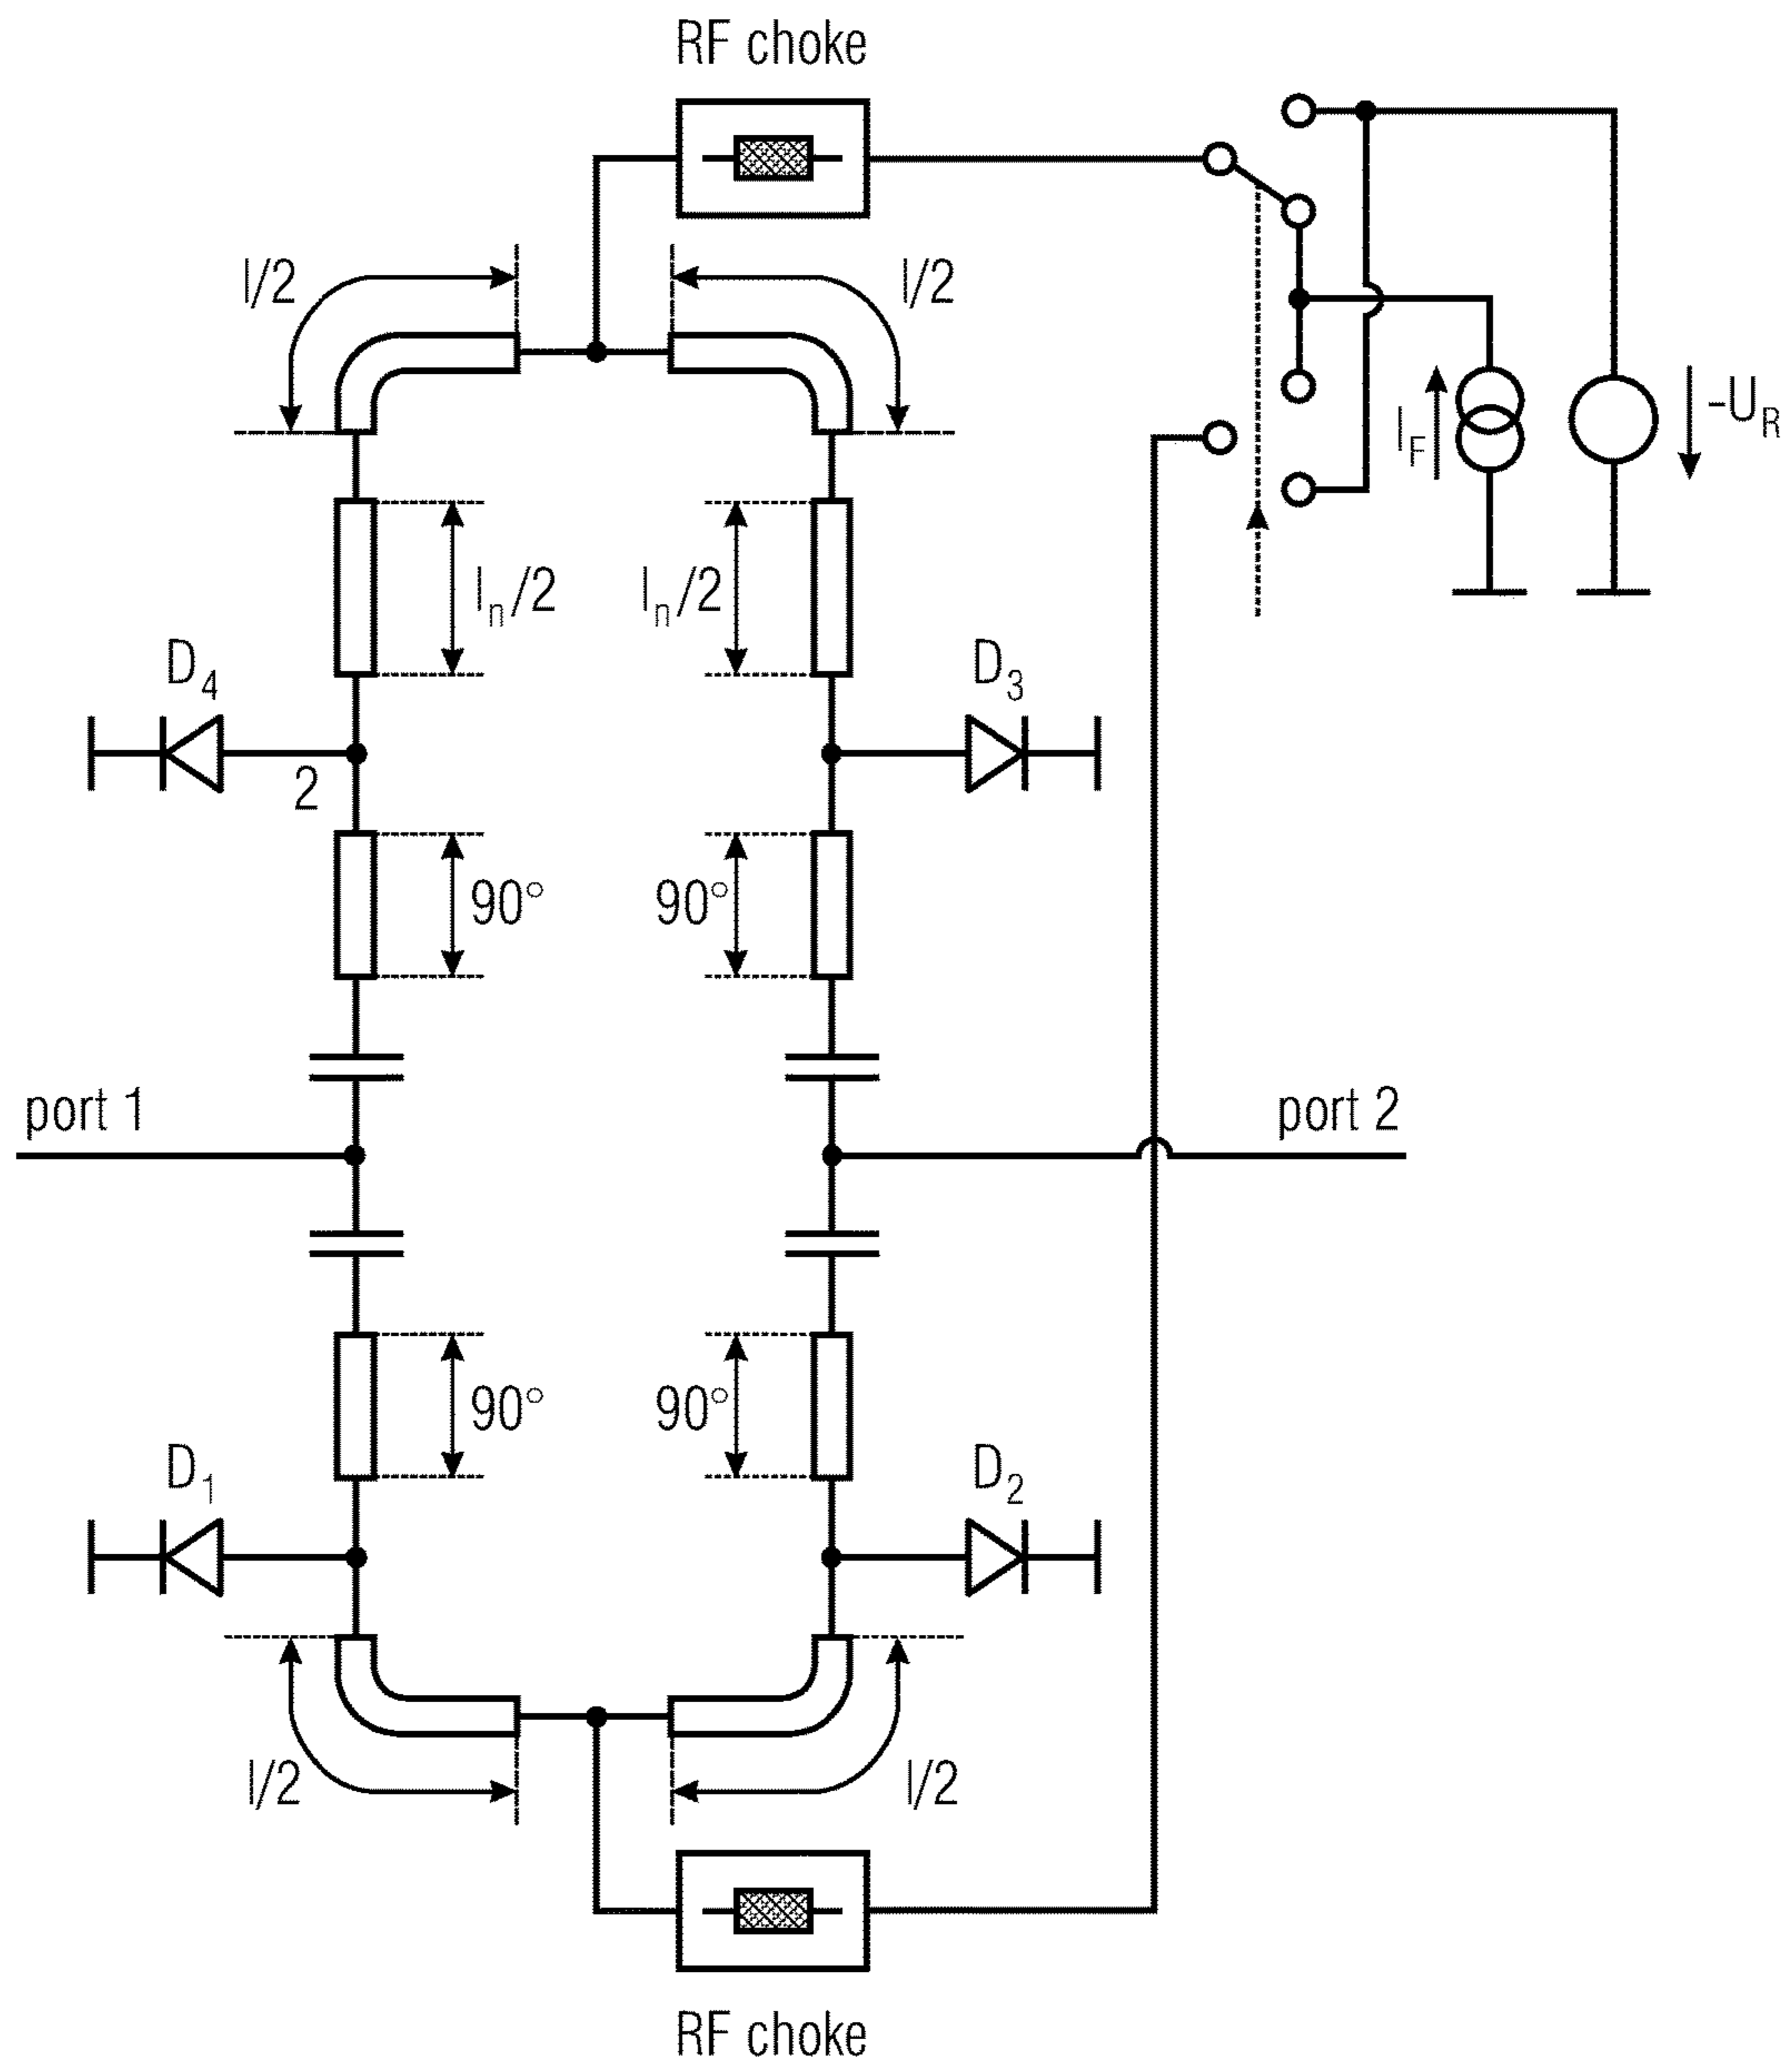 RF choke
l/2
l/2
-U_R
I_F
l_n/2
l_n/2
D_4
D_3
2
90°
90°
port 1
port 2
90°
90°
D_1
D_2
l/2
l/2
RF choke